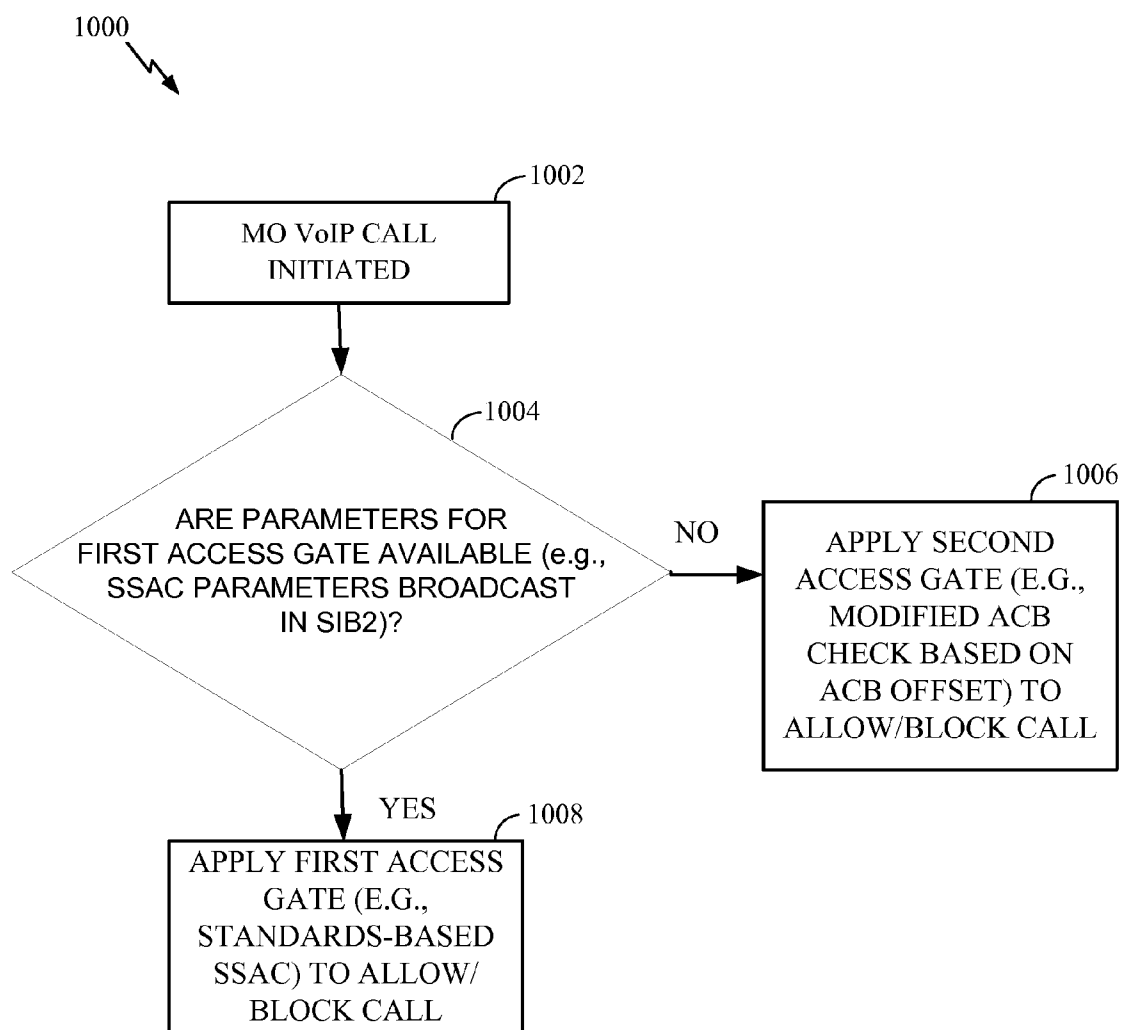 1000
1002
MO VoIP CALL
INITIATED
1004
ARE PARAMETERS FOR
FIRST ACCESS GATE AVAILABLE (e.g.,
SSAC PARAMETERS BROADCAST
IN SIB2)?
NO
1006
APPLY SECOND
ACCESS GATE (E.G.,
MODIFIED ACB
CHECK BASED ON
ACB OFFSET) TO
ALLOW/BLOCK CALL
YES
1008
APPLY FIRST ACCESS
GATE (E.G.,
STANDARDS-BASED
SSAC) TO ALLOW/
BLOCK CALL